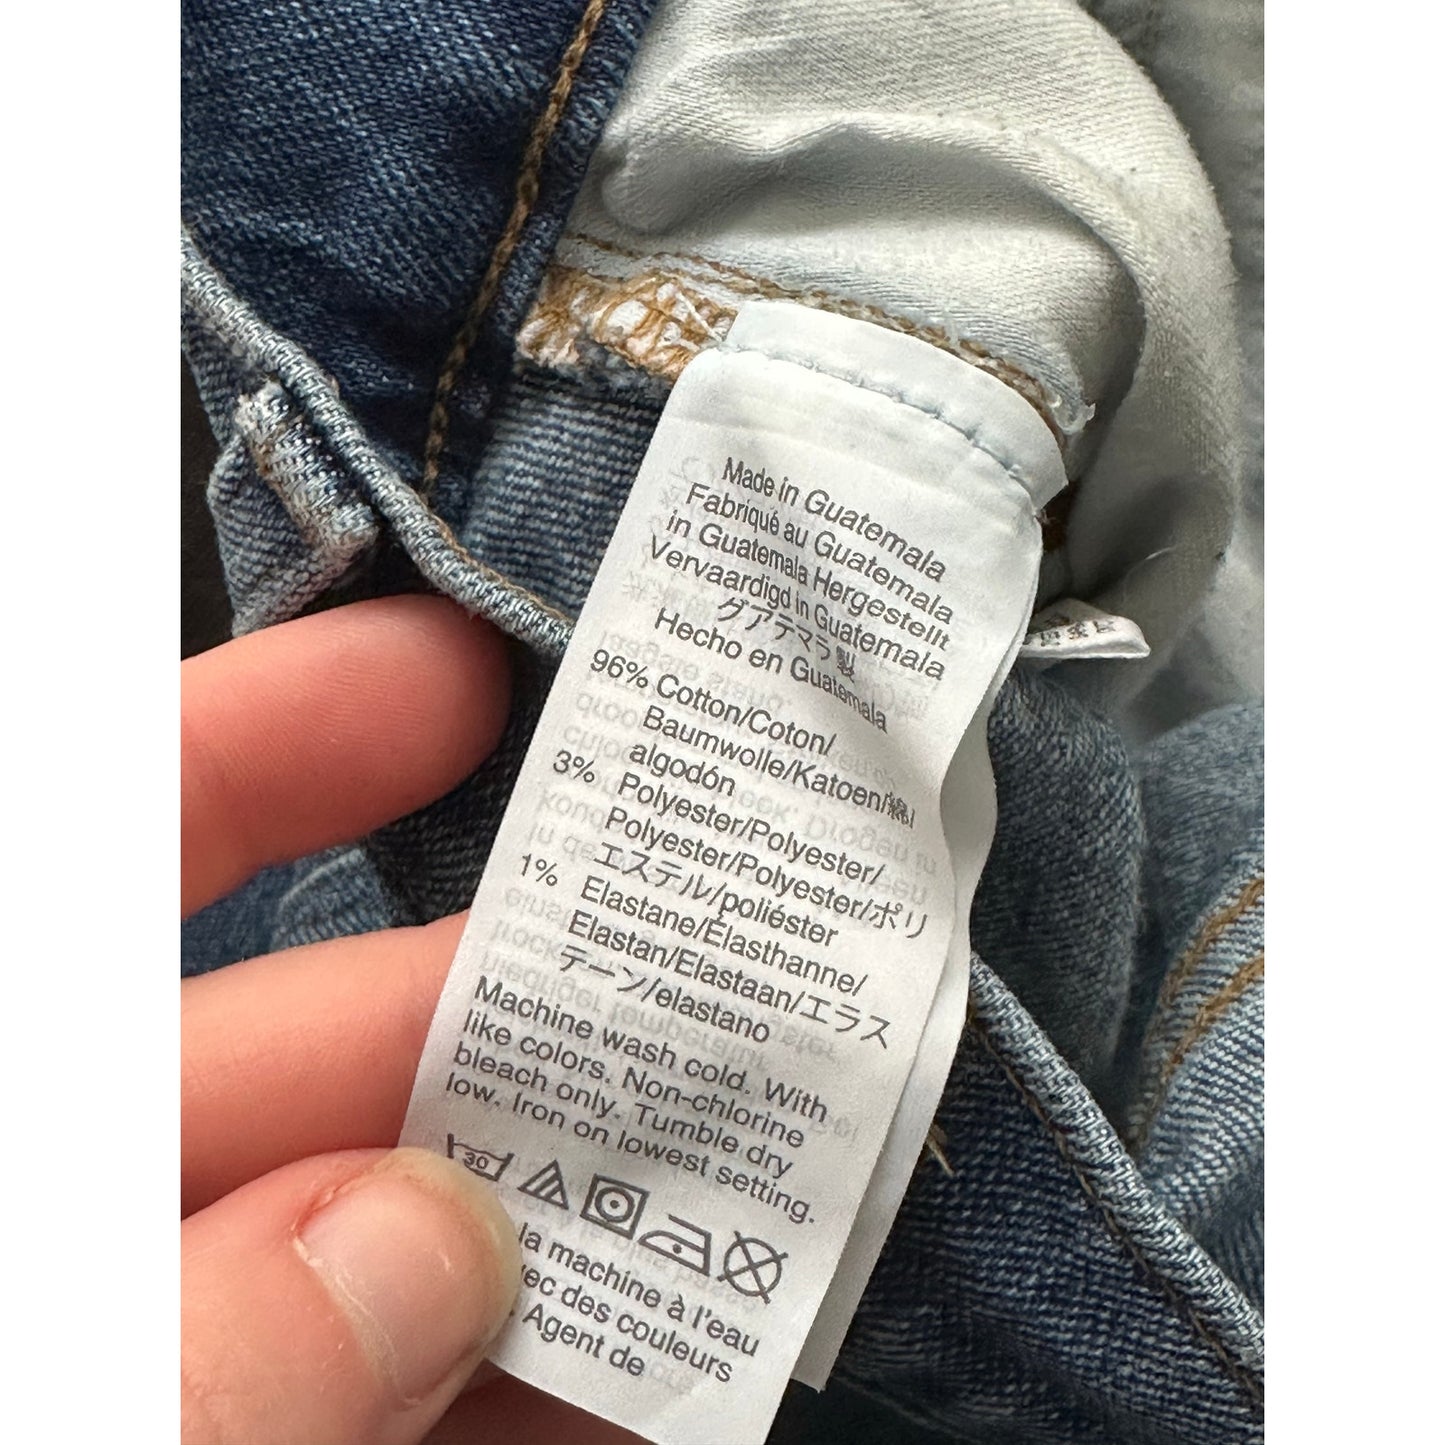 Made in Guatemala
Fabriqué au Guatemala
in Guatemala Hergestellt
Vervaardigd in Guatemala
グアテマラ製
Hecho en Guatemala
96% Cotton/Coton/
Baumwolle/Katoen/綿/
algodón
3% Polyester/Polyester/
Polyester/Polyester/ポリ
エステル/poliéster
1% Elastane/Élasthanne/
Elastan/Elastaan/エラス
テーン/elastano
Machine wash cold. With
like colors. Non-chlorine
bleach only. Tumble dry
low. Iron on lowest setting.
30
la machine à l'eau
des couleurs
Agent de